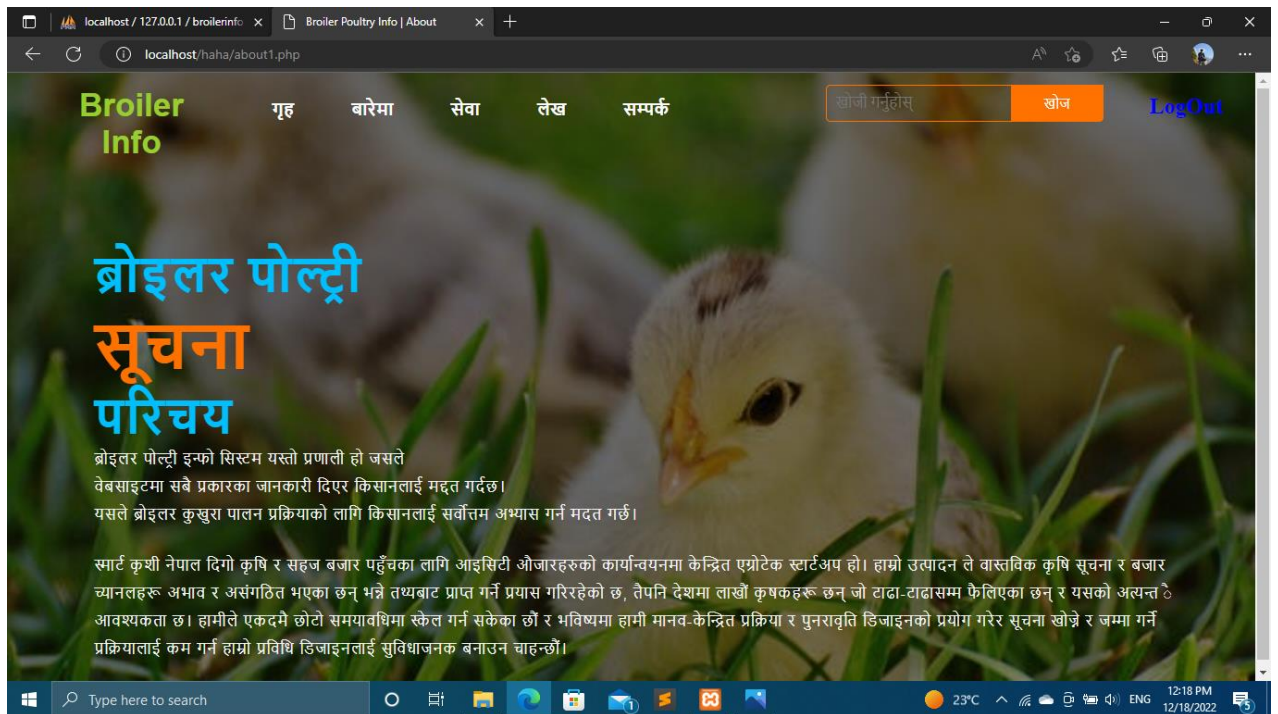 localhost / 127.0.0.1 / broilerinfo
Broiler Poultry Info | About
localhost/haha/about1.php
Broiler
Info
गृह बारेमा सेवा लेख सम्पर्क
खोजी गर्नुहोस् खोज
LogOut
ब्रोइलर पोल्ट्री
सूचना
परिचय
ब्रोइलर पोल्ट्री इन्फो सिस्टम यस्तो प्रणाली हो जसले
वेबसाइटमा सबै प्रकारका जानकारी दिएर किसानलाई मद्दत गर्दछ।
यसले ब्रोइलर कुखुरा पालन प्रक्रियाको लागि किसानलाई सर्वोत्तम अभ्यास गर्न मदत गर्छ।
स्मार्ट कृशी नेपाल दिगो कृषि र सहज बजार पहुँचका लागि आइसिटी औजारहरुको कार्यान्वयनमा केन्द्रित एग्रोटेक स्टार्टअप हो। हाम्रो उत्पादन ले वास्तविक कृषि सूचना र बजार
च्यानलहरू अभाव र असंगठित भएका छन् भन्ने तथ्यबाट प्राप्त गर्ने प्रयास गरिरहेको छ, तैपनि देशमा लाखौं कृषकहरू छन् जो टाढा-टाढासम्म फैलिएका छन् र यसको अत्यन्त ै
आवश्यकता छ। हामीले एकदमै छोटो समयावधिमा स्केल गर्न सकेका छौं र भविष्यमा हामी मानव-केन्द्रित प्रक्रिया र पुनरावृति डिजाइनको प्रयोग गरेर सूचना खोज्ने र जम्मा गर्ने
प्रक्रियालाई कम गर्न हाम्रो प्रविधि डिजाइनलाई सुविधाजनक बनाउन चाहन्छौं।
Type here to search
23°C ENG
12:18 PM
12/18/2022
1
5